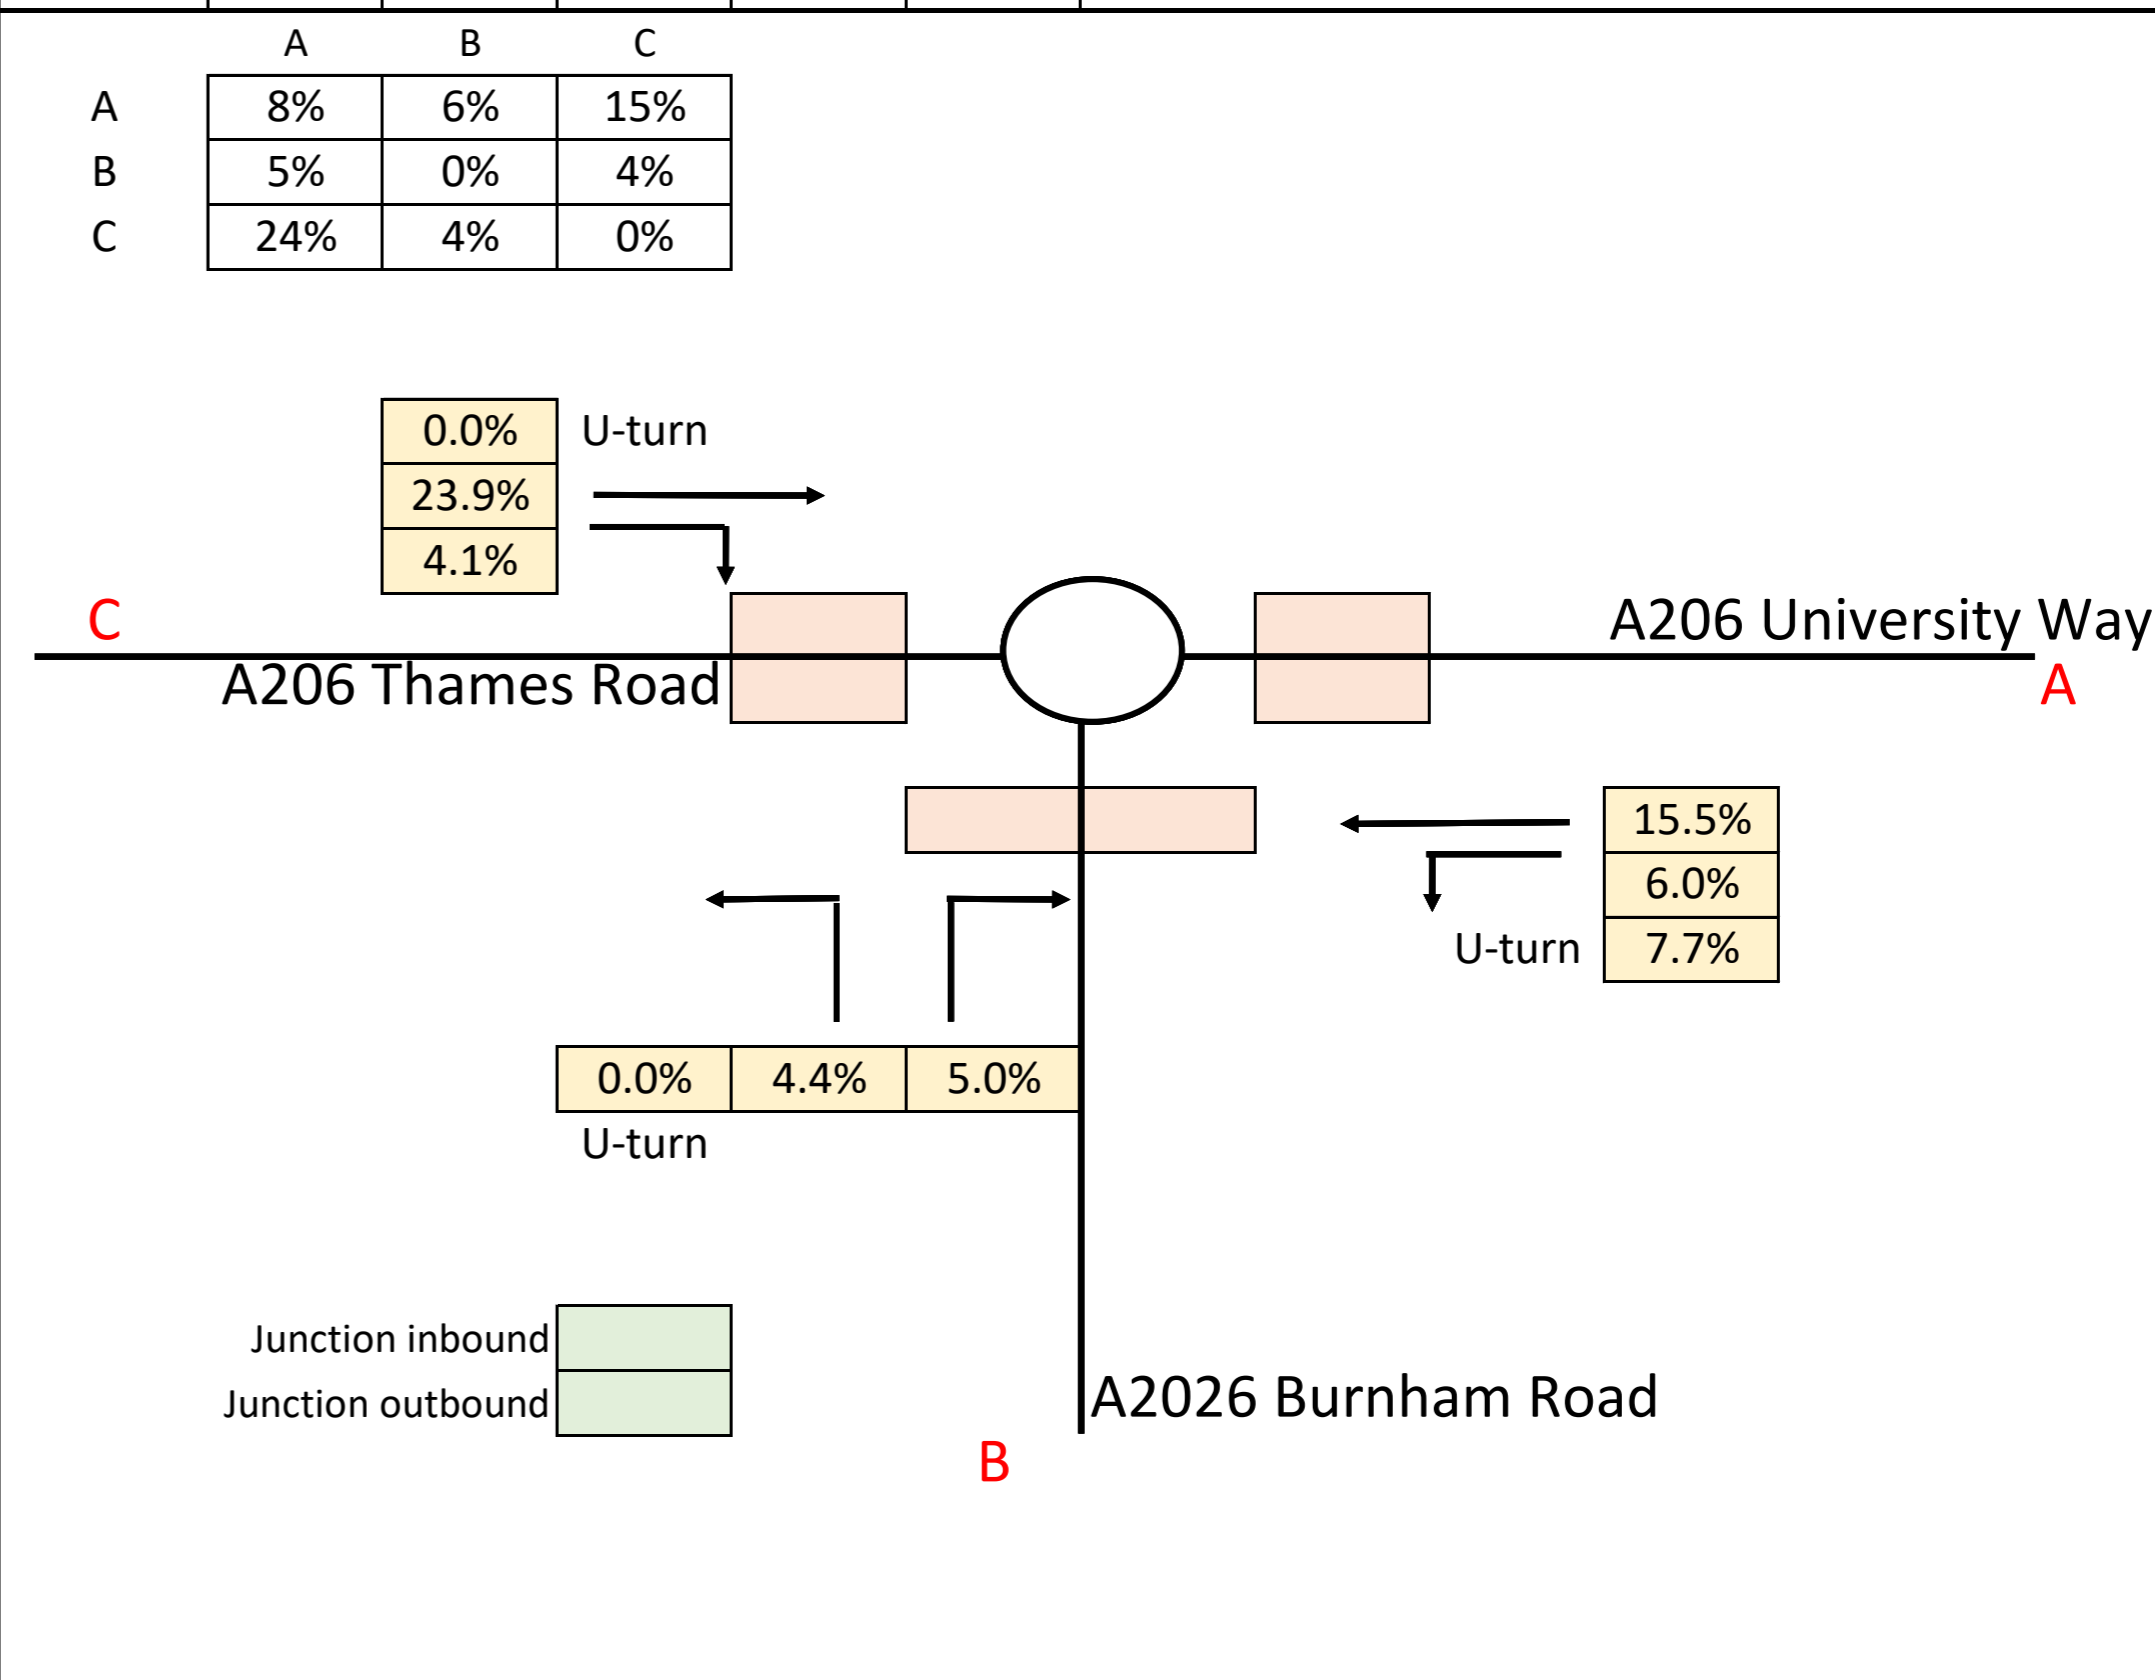 A B C
A 8% 6% 15%
B 5% 0% 4%
C 24% 4% 0%
0.0% U-turn
23.9%
4.1%
C
A206 University Way
A206 Thames Road
A
15.5%
6.0%
U-turn 7.7%
0.0% 4.4% 5.0%
U-turn
Junction inbound
Junction outbound
A2026 Burnham Road
B